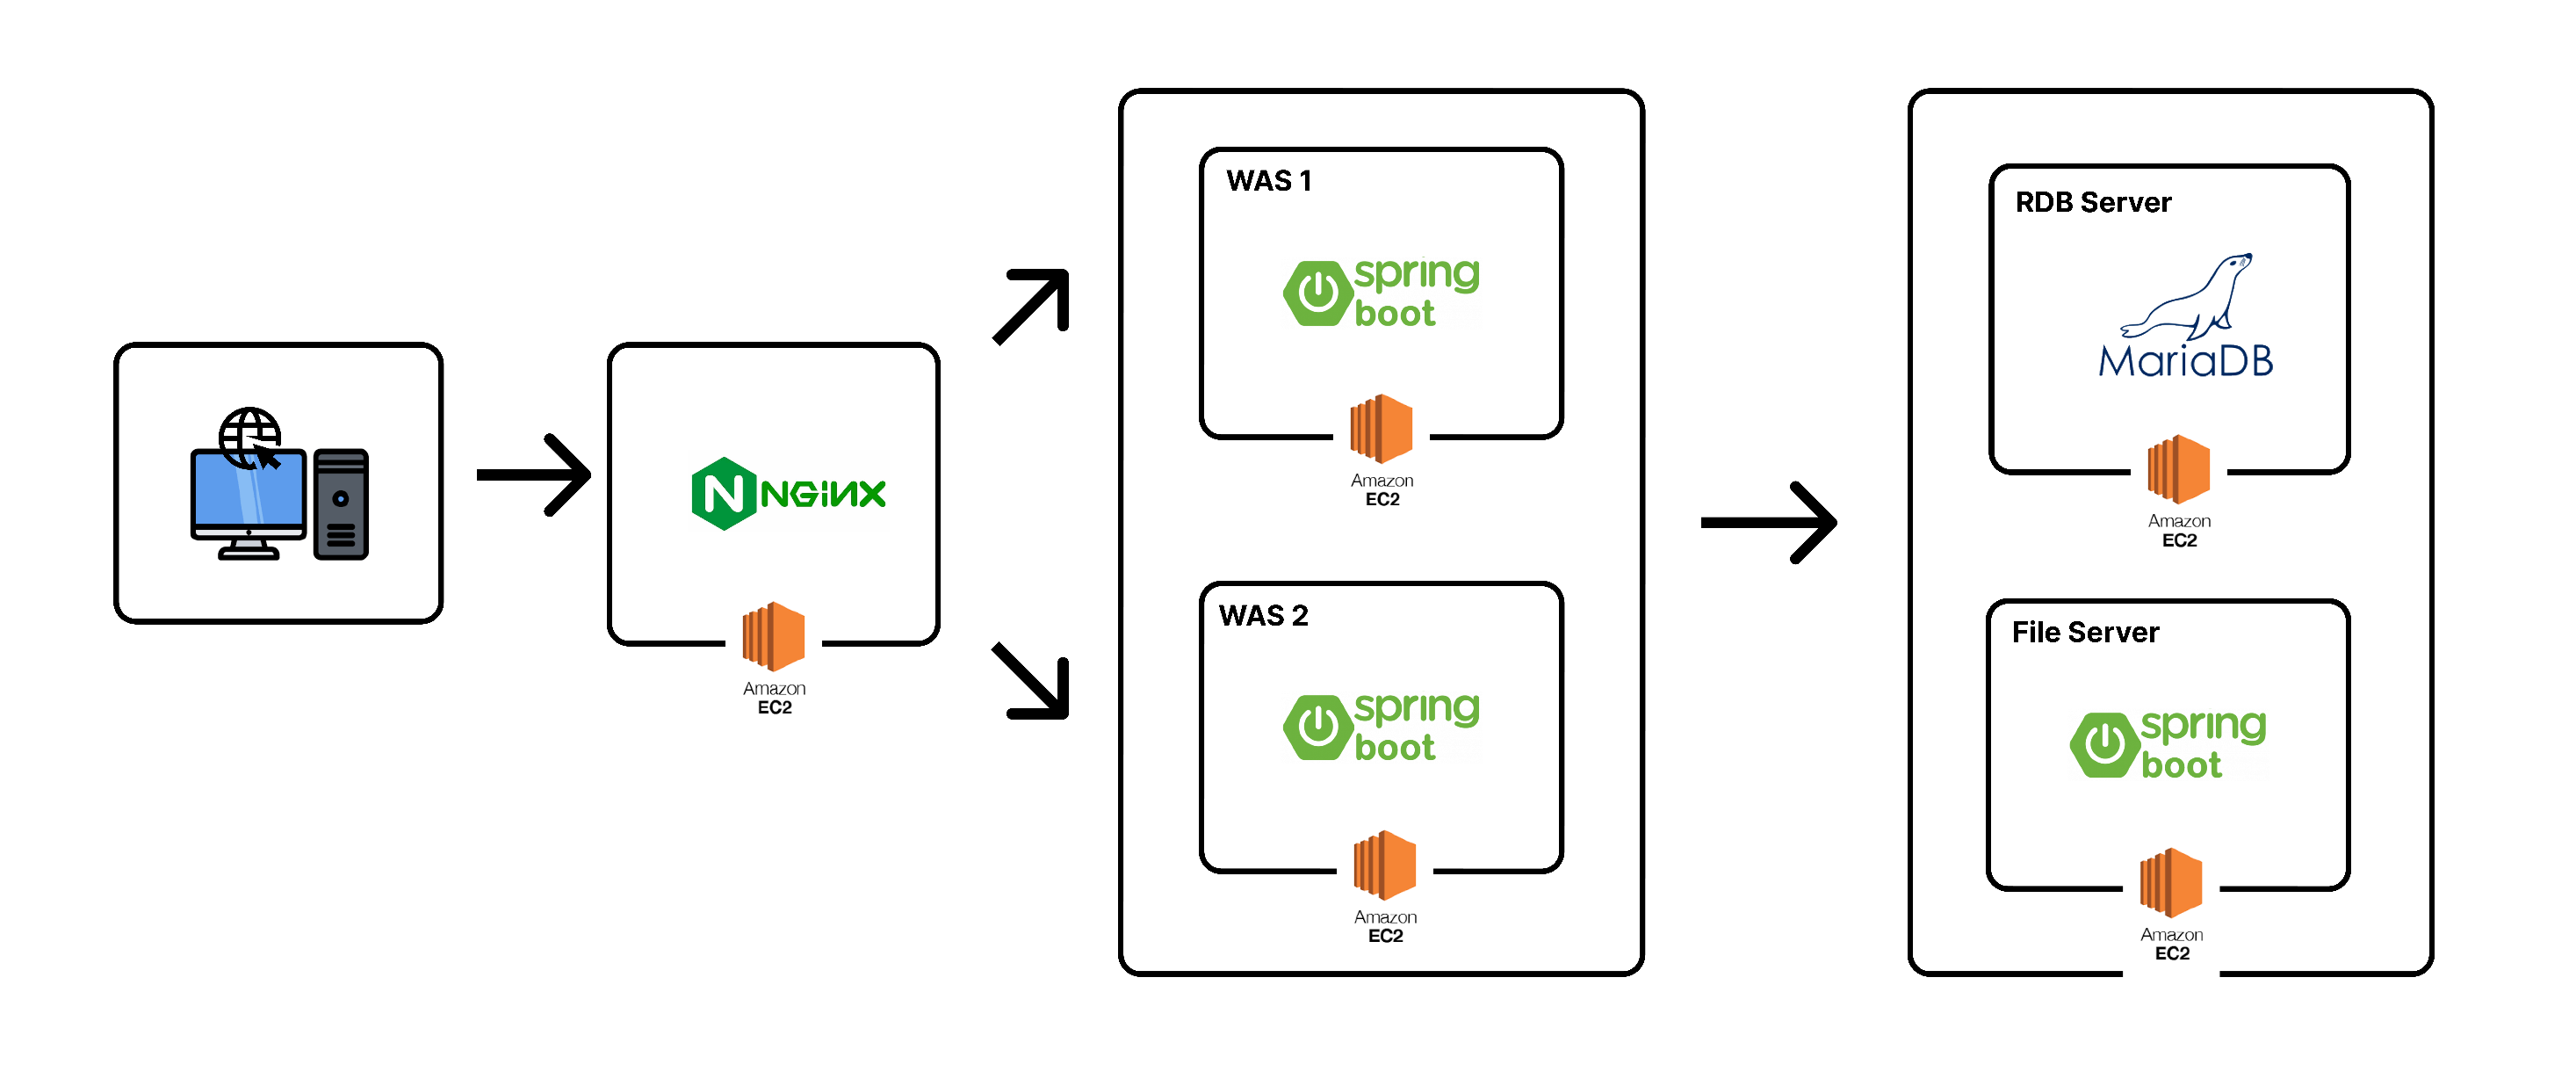 NGINX
Amazon
EC2
WAS 1
spring
boot
Amazon
EC2
WAS 2
spring
boot
Amazon
EC2
RDB Server
MariaDB
Amazon
EC2
File Server
spring
boot
Amazon
EC2